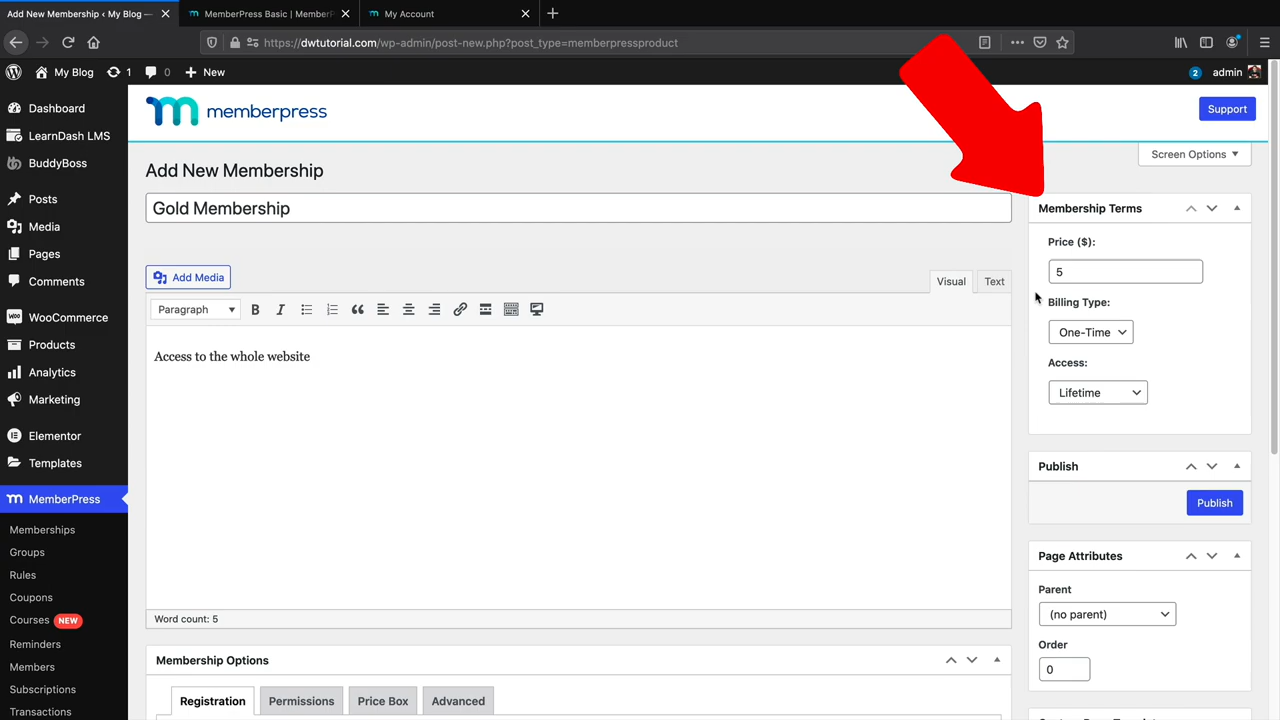 Add New Membership ‹ My Blog —
MemberPress Basic | MemberP
My Account
https://dwtutorial.com/wp-admin/post-new.php?post_type=memberpressproduct
My Blog
1
0
New
2
admin
Dashboard
LearnDash LMS
BuddyBoss
Posts
Media
Pages
Comments
WooCommerce
Products
Analytics
Marketing
Elementor
Templates
MemberPress
Memberships
Groups
Rules
Coupons
Courses NEW
Reminders
Members
Subscriptions
Transactions
memberpress
Support
Screen Options
Add New Membership
Gold Membership
Add Media
Visual
Text
Paragraph
Access to the whole website
Word count: 5
Membership Options
Registration
Permissions
Price Box
Advanced
Membership Terms
Price ($):
5
Billing Type:
One-Time
Access:
Lifetime
Publish
Publish
Page Attributes
Parent
(no parent)
Order
0